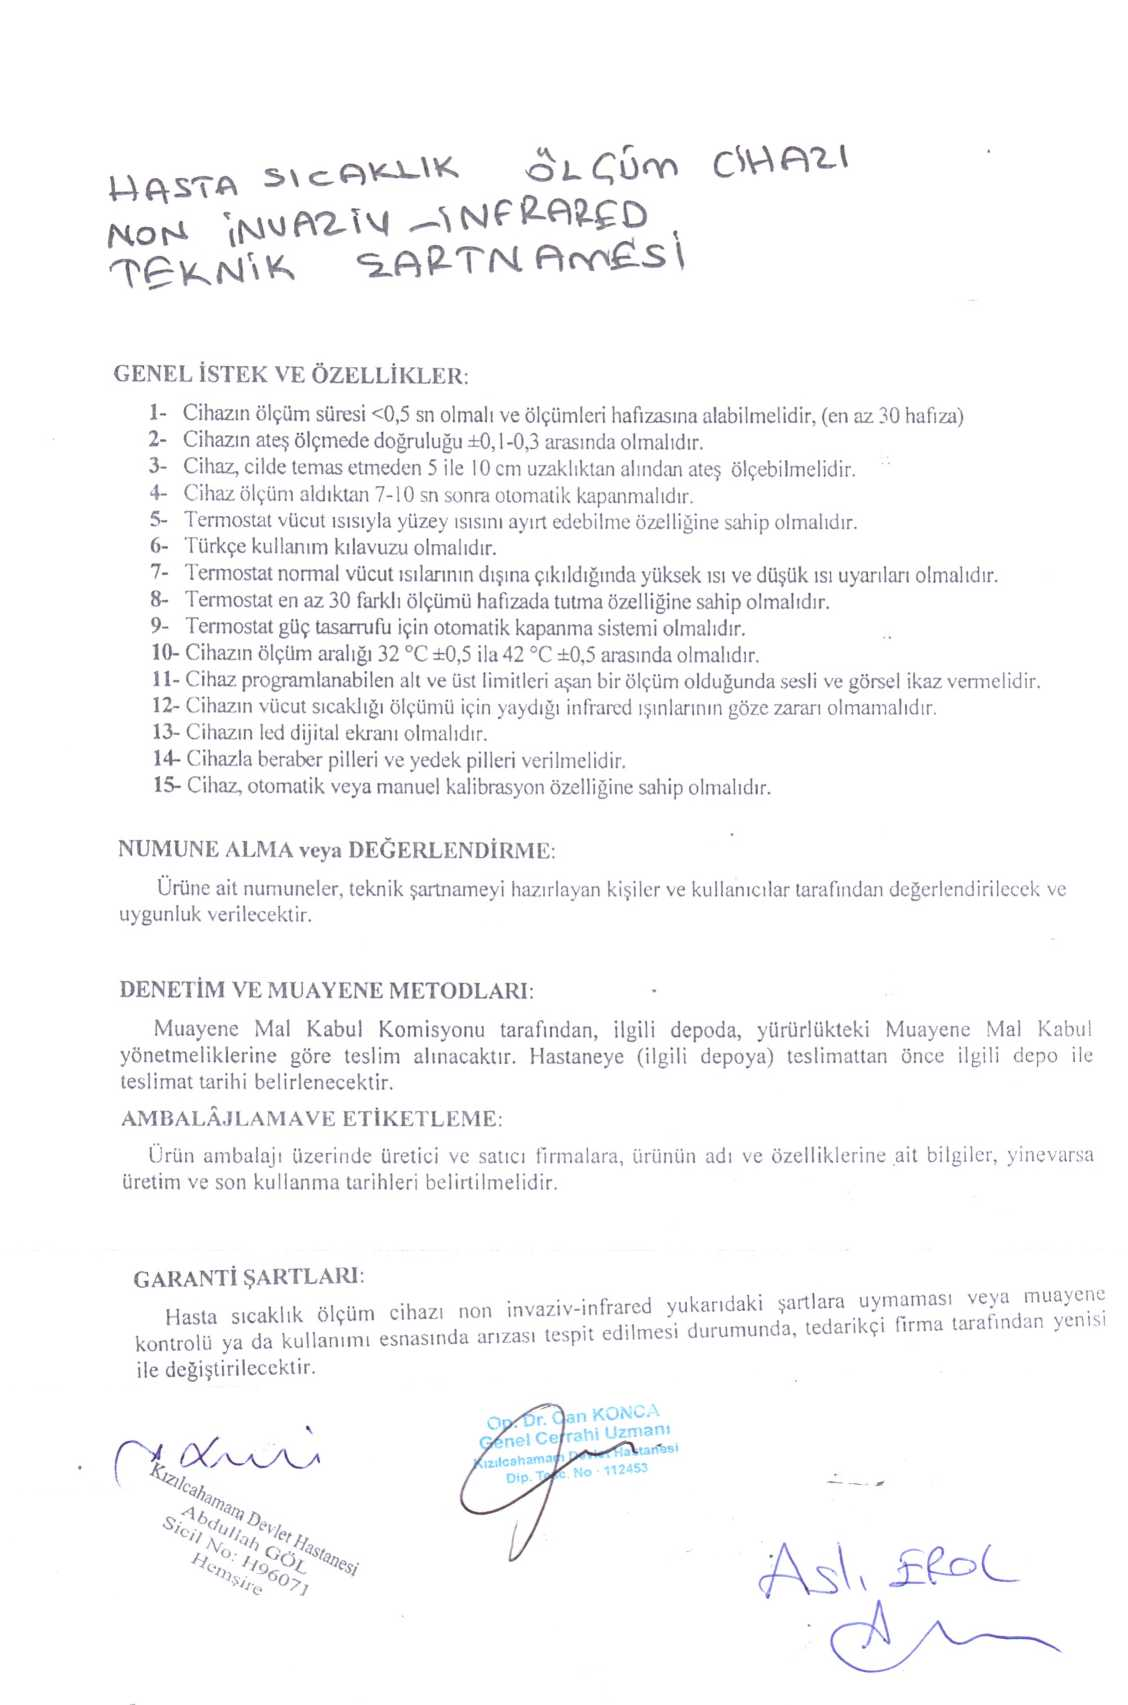 HASTA SICAKLIK ÖLÇÜM CİHAZI
NON İNVAZİV-İNFRARED
TEKNİK ŞARTNAMESİ
GENEL İSTEK VE ÖZELLİKLER:
1- Cihazın ölçüm süresi <0,5 sn olmalı ve ölçümleri hafızasına alabilmelidir, (en az 30 hafıza)
2- Cihazın ateş ölçmede doğruluğu ±0,1-0,3 arasında olmalıdır.
3- Cihaz, cilde temas etmeden 5 ile 10 cm uzaklıktan alından ateş ölçebilmelidir.
4- Cihaz ölçüm aldıktan 7-10 sn sonra otomatik kapanmalıdır.
5- Termostat vücut ısısıyla yüzey ısısını ayırt edebilme özelliğine sahip olmalıdır.
6- Türkçe kullanım kılavuzu olmalıdır.
7- Termostat normal vücut ısılarının dışına çıkıldığında yüksek ısı ve düşük ısı uyarıları olmalıdır.
8- Termostat en az 30 farklı ölçümü hafızada tutma özelliğine sahip olmalıdır.
9- Termostat güç tasarrufu için otomatik kapanma sistemi olmalıdır.
10- Cihazın ölçüm aralığı 32 °C ±0,5 ila 42 °C ±0,5 arasında olmalıdır.
11- Cihaz programlanabilen alt ve üst limitleri aşan bir ölçüm olduğunda sesli ve görsel ikaz vermelidir.
12- Cihazın vücut sıcaklığı ölçümü için yaydığı infrared ışınlarının göze zararı olmamalıdır.
13- Cihazın led dijital ekranı olmalıdır.
14- Cihazla beraber pilleri ve yedek pilleri verilmelidir.
15- Cihaz, otomatik veya manuel kalibrasyon özelliğine sahip olmalıdır.
NUMUNE ALMA veya DEĞERLENDİRME:
Ürüne ait numuneler, teknik şartnameyi hazırlayan kişiler ve kullanıcılar tarafından değerlendirilecek ve
uygunluk verilecektir.
DENETİM VE MUAYENE METODLARI:
Muayene Mal Kabul Komisyonu tarafından, ilgili depoda, yürürlükteki Muayene Mal Kabul
yönetmeliklerine göre teslim alınacaktır. Hastaneye (ilgili depoya) teslimattan önce ilgili depo ile
teslimat tarihi belirlenecektir.
AMBALÂJLAMAVE ETİKETLEME:
Ürün ambalajı üzerinde üretici ve satıcı firmalara, ürünün adı ve özelliklerine ait bilgiler, yinevarsa
üretim ve son kullanma tarihleri belirtilmelidir.
GARANTİ ŞARTLARI:
Hasta sıcaklık ölçüm cihazı non invaziv-infrared yukarıdaki şartlara uymaması veya muayene
kontrolü ya da kullanımı esnasında arızası tespit edilmesi durumunda, tedarikçi firma tarafından yenisi
ile değiştirilecektir.
Op. Dr. Can KONCA
Genel Cerrahi Uzmanı
Kızılcahamam Devlet Hastanesi
Dip. Tesc. No - 112453
Kızılcahamam Devlet Hastanesi
Abdullah GÖL
Sicil No: H96071
Hemşire
Aslı EROL